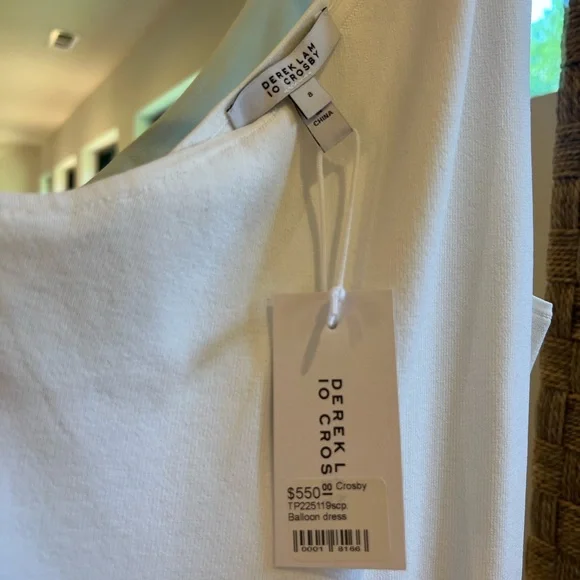 DEREK LAM
10 CROSBY
8
CHINA
DEREK L
10 CROS
$550.00 Crosby
TP225119scp
Balloon dress
0001 8166